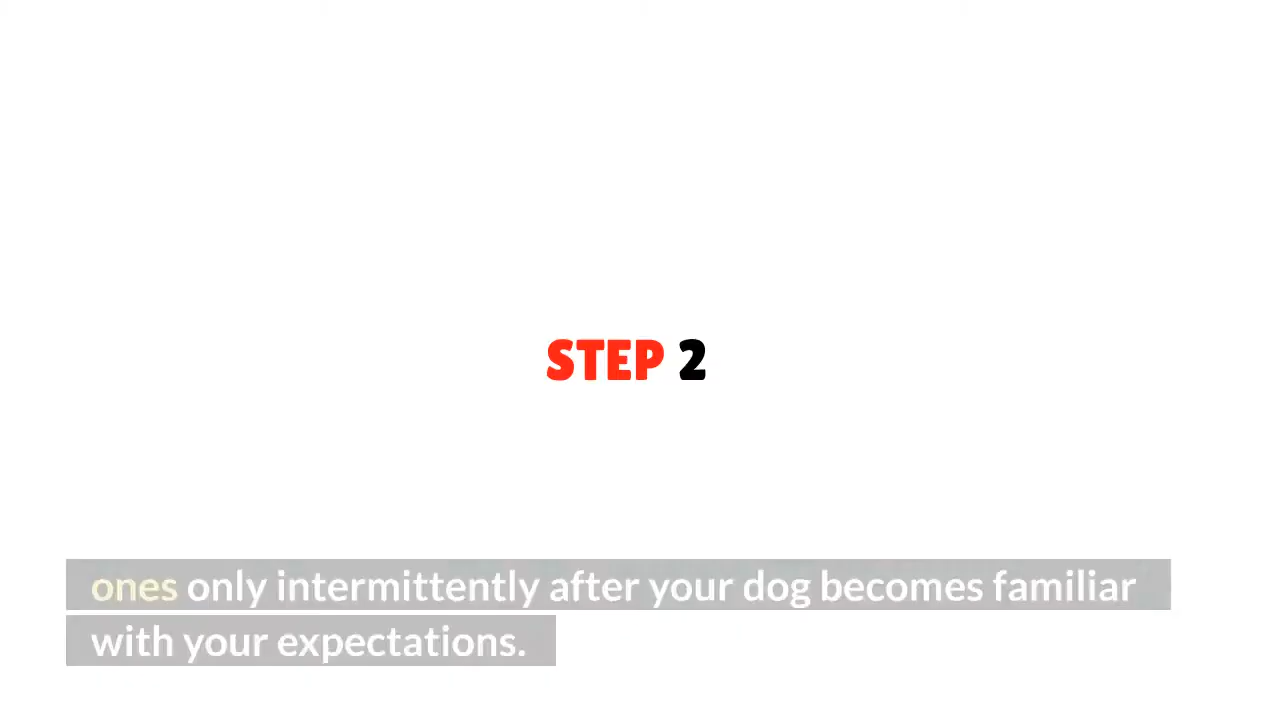 STEP 2
ones only intermittently after your dog becomes familiar
with your expectations.